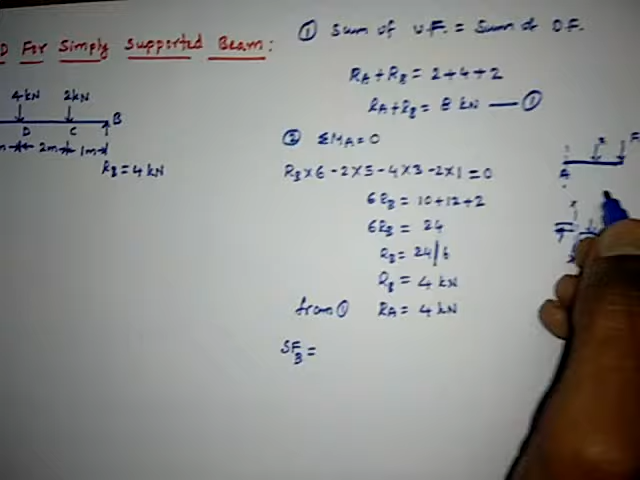 D For Simply Supported Beam:
4kN 2kN
B
D C
m 2m 1m
RB = 4 kN
① Sum of U.F. = Sum of D.F.
RA + RB = 2+4+2
RA+RB = 8 kN — ①
② ΣMA = 0
RB×6 - 2×5 - 4×3 - 2×1 = 0
6RB = 10+12+2
6RB = 24
RB = 24/6
RB = 4 kN
from ① RA = 4 kN
SFB =
x F
A
x